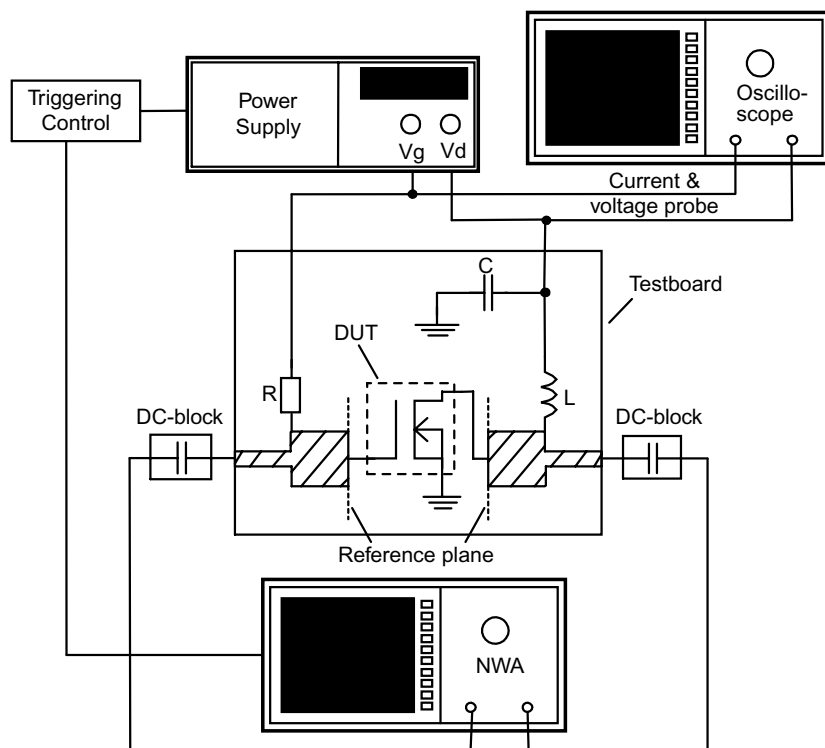 Triggering
Control
Power
Supply
Vg
Vd
Oscillo-
scope
Current &
voltage probe
C
Testboard
DUT
R
L
DC-block
DC-block
Reference plane
NWA